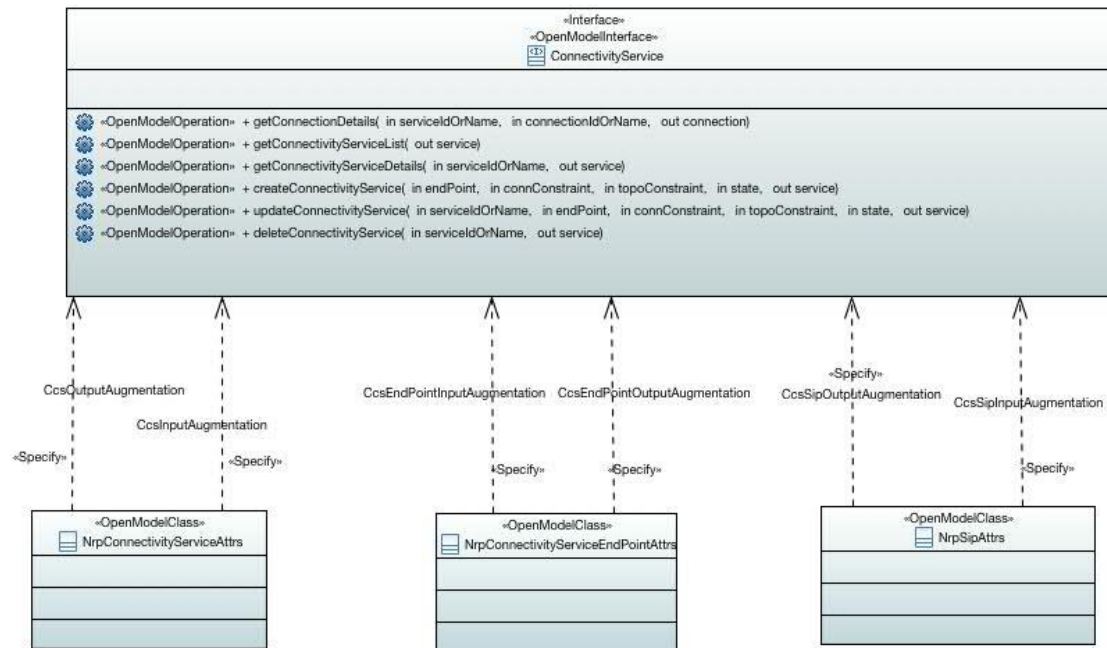 «Interface»
«OpenModelInterface»
ConnectivityService
«OpenModelOperation» + getConnectionDetails( in serviceIdOrName, in connectionIdOrName, out connection)
«OpenModelOperation» + getConnectivityServiceList( out service)
«OpenModelOperation» + getConnectivityServiceDetails( in serviceIdOrName, out service)
«OpenModelOperation» + createConnectivityService( in endPoint, in connConstraint, in topoConstraint, in state, out service)
«OpenModelOperation» + updateConnectivityService( in serviceIdOrName, in endPoint, in connConstraint, in topoConstraint, in state, out service)
«OpenModelOperation» + deleteConnectivityService( in serviceIdOrName, out service)
CcsOutputAugmentation
«Specify»
CcsInputAugmentation
«Specify»
CcsEndPointInputAugmentation
«Specify»
CcsEndPointOutputAugmentation
«Specify»
«Specify»
CcsSipOutputAugmentation
CcsSipInputAugmentation
«Specify»
«OpenModelClass»
NrpConnectivityServiceAttrs
«OpenModelClass»
NrpConnectivityServiceEndPointAttrs
«OpenModelClass»
NrpSipAttrs